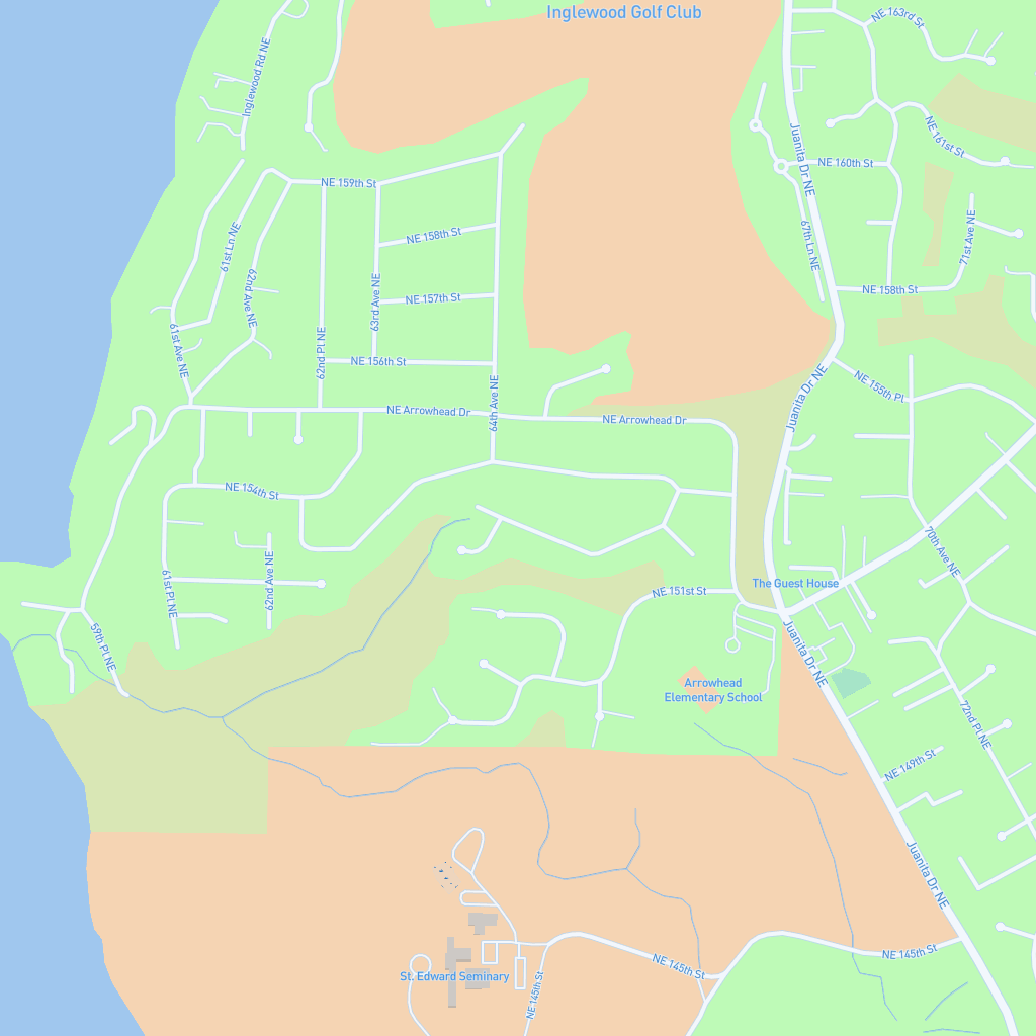 Inglewood Golf Club
NE 163rd St
Inglewood Rd NE
Juanita Dr NE
NE 161st St
NE 160th St
NE 159th St
61st Ln NE
NE 158th St
67th Ln NE
71st Ave NE
62nd Ave NE
63rd Ave NE
NE 157th St
NE 158th St
61st Ave NE
62nd Pl NE
NE 156th St
NE 155th Pl
Juanita Dr NE
64th Ave NE
NE Arrowhead Dr
NE Arrowhead Dr
NE 154th St
70th Ave NE
62nd Ave NE
61st Pl NE
The Guest House
NE 151st St
59th Pl NE
Juanita Dr NE
Arrowhead
Elementary School
72nd Pl NE
NE 149th St
Juanita Dr NE
NE 145th St
NE 145th St
St. Edward Seminary
NE 145th St